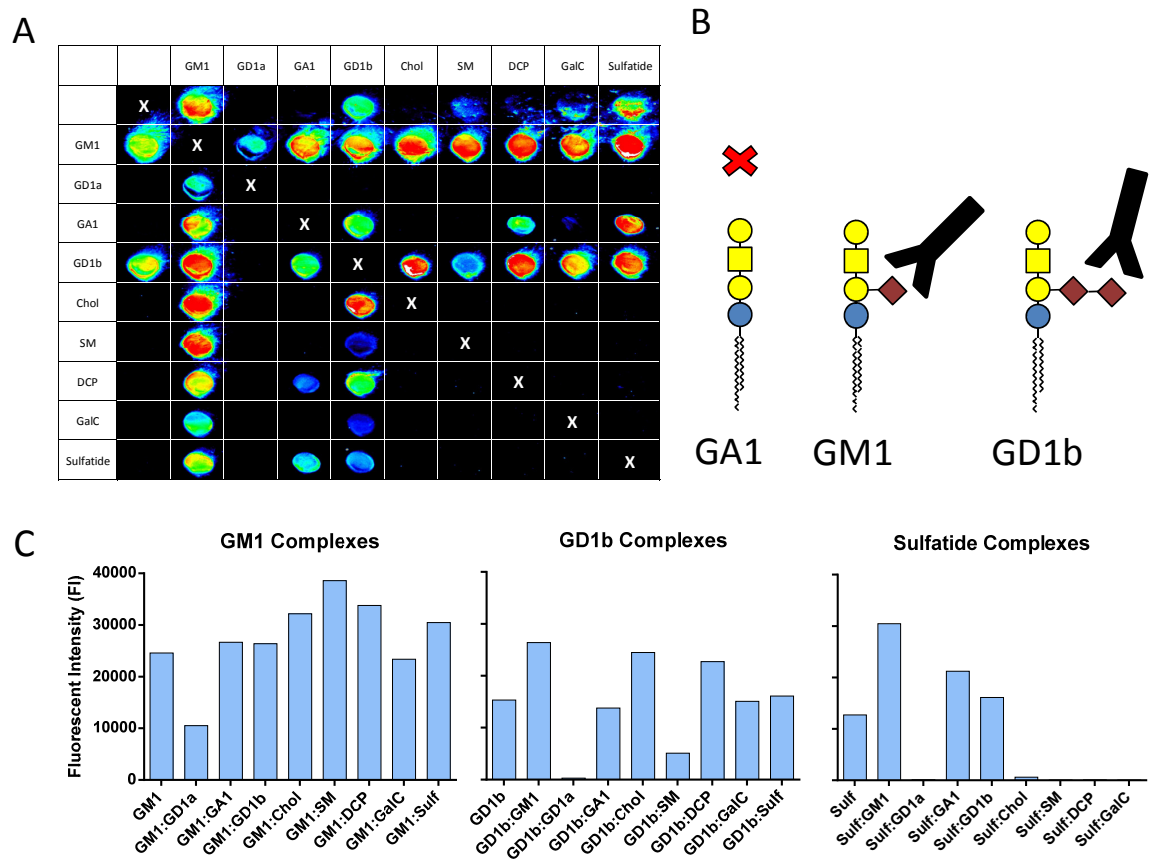 A
B
GM1 GD1a GA1 GD1b Chol SM DCP GalC Sulfatide
X
GM1 X
GD1a X
GA1 X
GD1b X
Chol X
SM X
DCP X
GalC X
Sulfatide X
GA1 GM1 GD1b
C
GM1 Complexes
GD1b Complexes
Sulfatide Complexes
Fluorescent Intensity (FI)
40000
30000
20000
10000
0
GM1
GM1:GD1a
GM1:GA1
GM1:GD1b
GM1:Chol
GM1:SM
GM1:DCP
GM1:GalC
GM1:Sulf
GD1b
GD1b:GM1
GD1b:GD1a
GD1b:GA1
GD1b:Chol
GD1b:SM
GD1b:DCP
GD1b:GalC
GD1b:Sulf
Sulf
Sulf:GM1
Sulf:GD1a
Sulf:GA1
Sulf:GD1b
Sulf:Chol
Sulf:SM
Sulf:DCP
Sulf:GalC